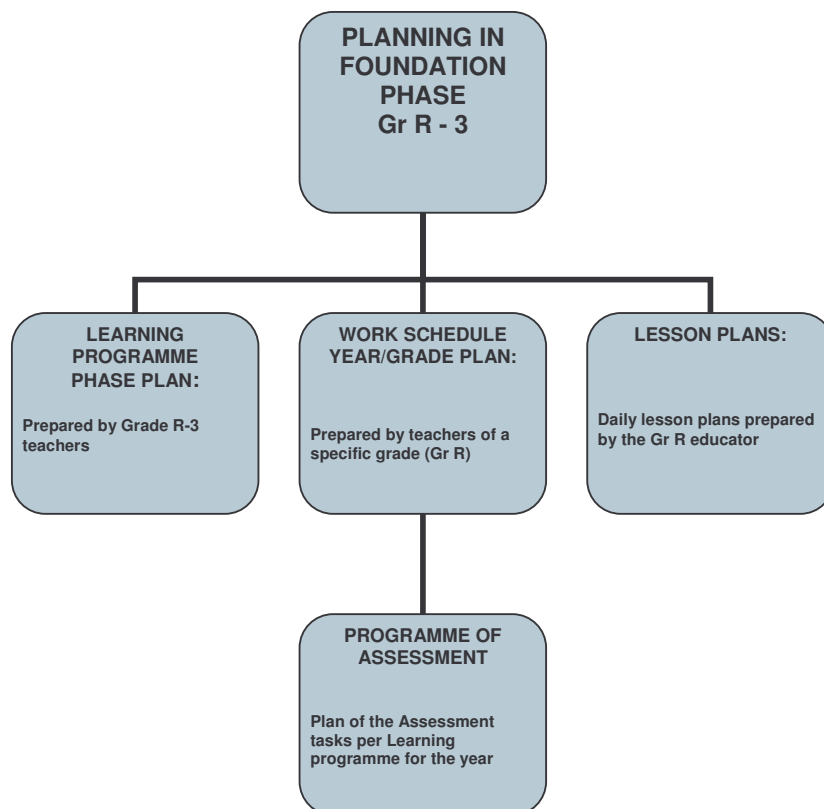 PLANNING IN
FOUNDATION
PHASE
Gr R - 3
LEARNING
PROGRAMME
PHASE PLAN:
Prepared by Grade R-3
teachers
WORK SCHEDULE
YEAR/GRADE PLAN:
Prepared by teachers of a
specific grade (Gr R)
LESSON PLANS:
Daily lesson plans prepared
by the Gr R educator
PROGRAMME OF
ASSESSMENT
Plan of the Assessment
tasks per Learning
programme for the year